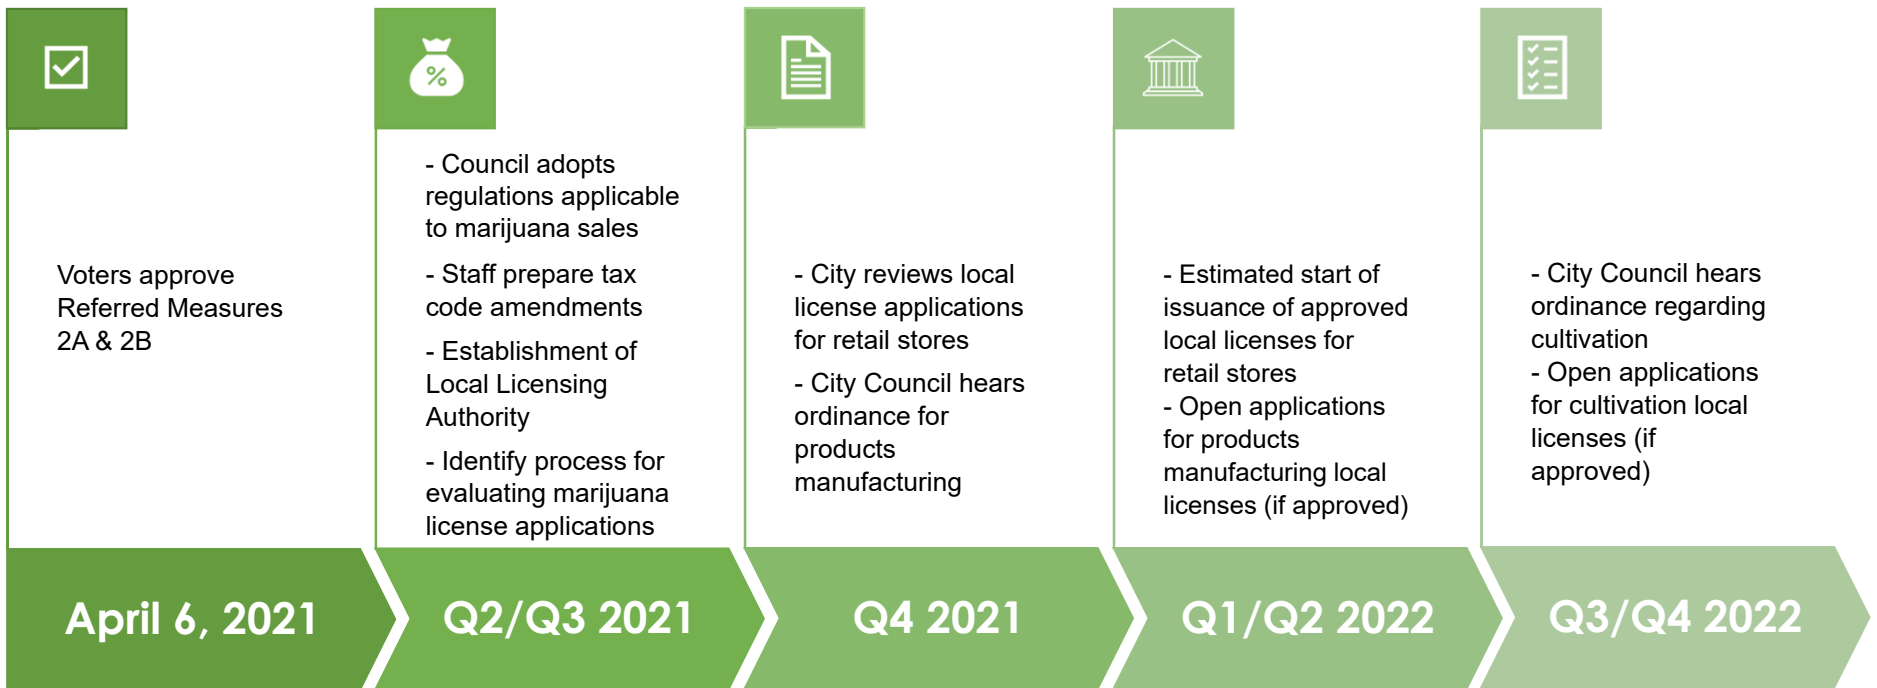 Voters approve
Referred Measures
2A & 2B
- Council adopts
regulations applicable
to marijuana sales
- Staff prepare tax
code amendments
- Establishment of
Local Licensing
Authority
- Identify process for
evaluating marijuana
license applications
- City reviews local
license applications
for retail stores
- City Council hears
ordinance for
products
manufacturing
- Estimated start of
issuance of approved
local licenses for
retail stores
- Open applications
for products
manufacturing local
licenses (if approved)
- City Council hears
ordinance regarding
cultivation
- Open applications
for cultivation local
licenses (if
approved)
April 6, 2021
Q2/Q3 2021
Q4 2021
Q1/Q2 2022
Q3/Q4 2022
%